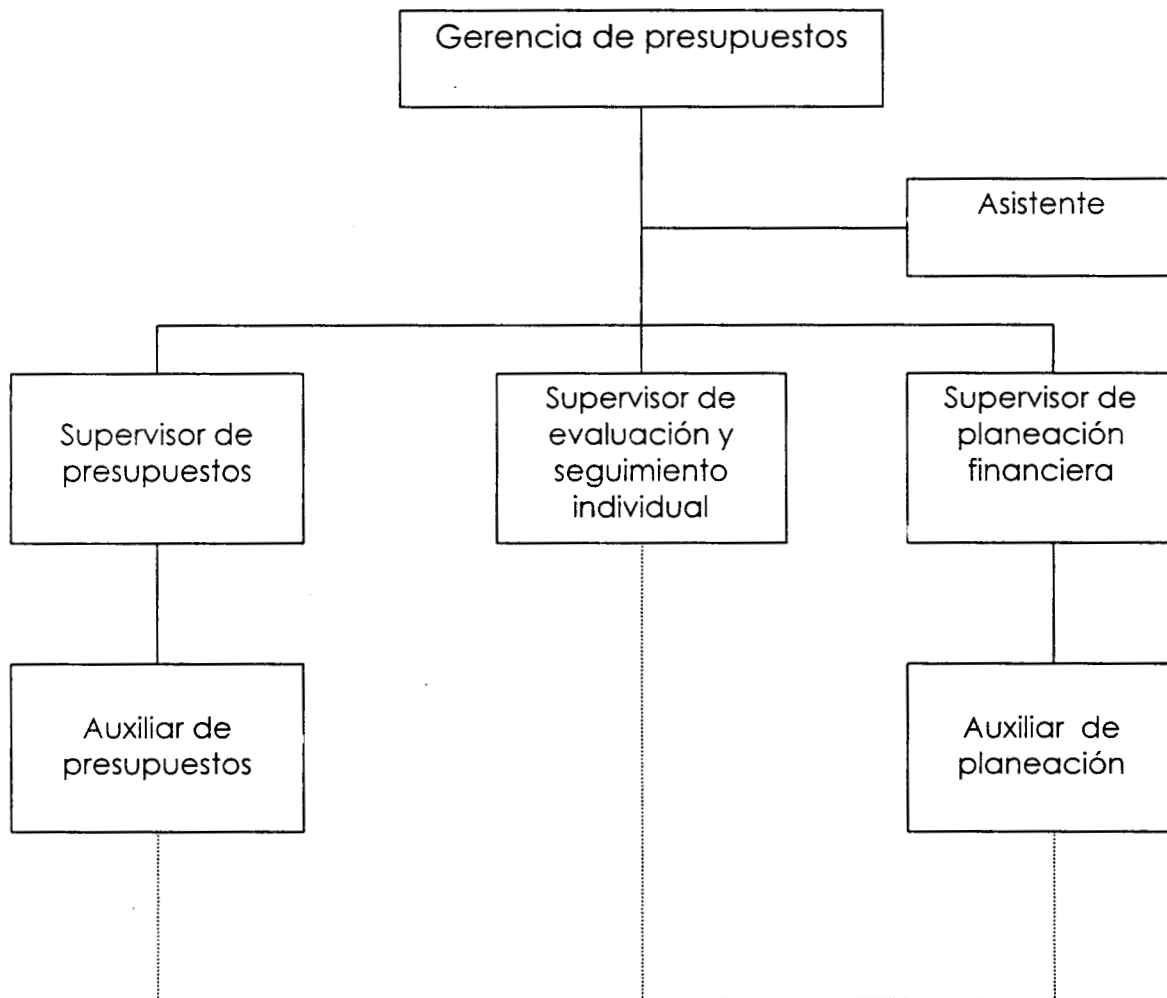 Gerencia de presupuestos
Asistente
Supervisor de
presupuestos
Supervisor de
evaluación y
seguimiento
individual
Supervisor de
planeación
financiera
Auxiliar de
presupuestos
Auxiliar de
planeación